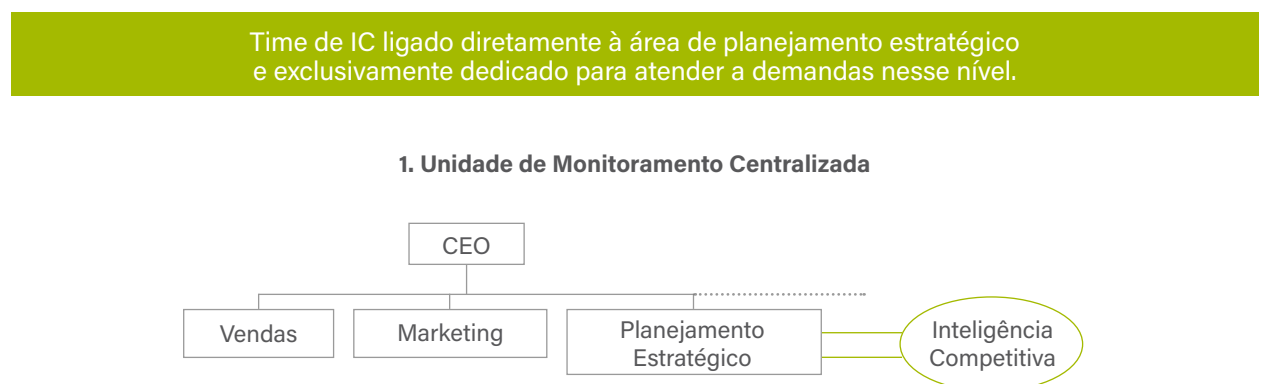 Time de IC ligado diretamente à área de planejamento estratégico
e exclusivamente dedicado para atender a demandas nesse nível.
1. Unidade de Monitoramento Centralizada
CEO
Vendas
Marketing
Planejamento
Estratégico
Inteligência
Competitiva